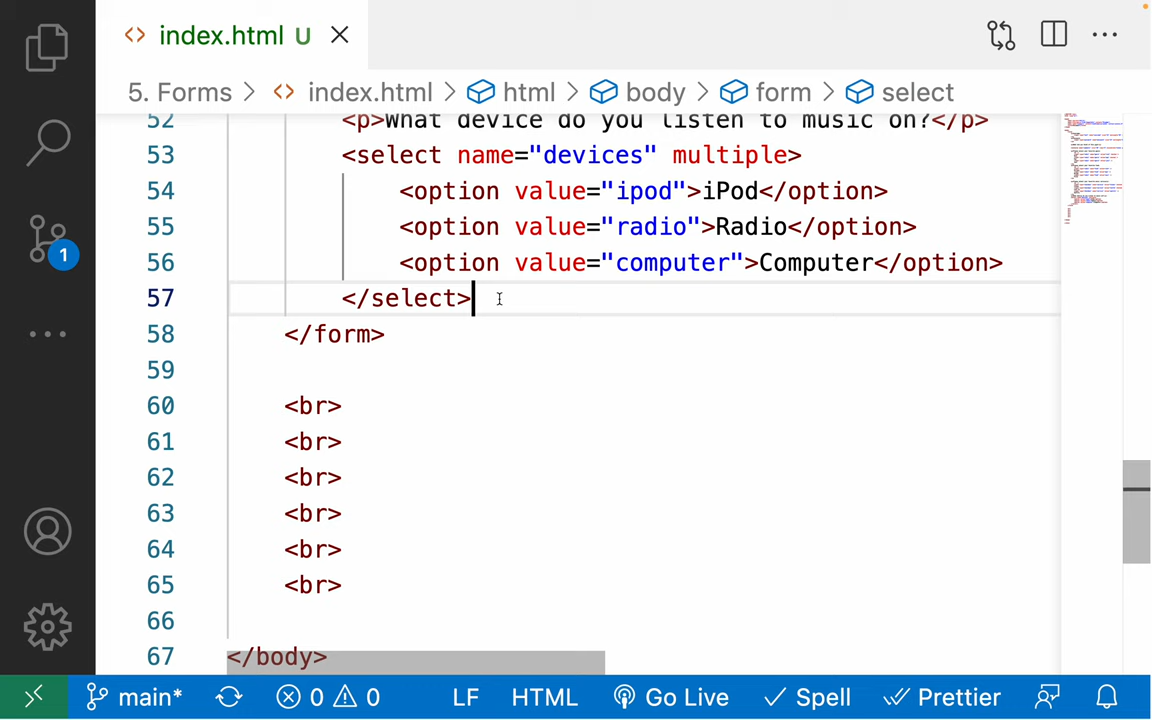 index.html U
5. Forms > index.html > html > body > form > select
52 <p>What device do you listen to music on?</p>
53 <select name="devices" multiple>
54 <option value="ipod">iPod</option>
55 <option value="radio">Radio</option>
56 <option value="computer">Computer</option>
57 </select>
58 </form>
59
60 <br>
61 <br>
62 <br>
63 <br>
64 <br>
65 <br>
66
67 </body>
1
main* 0 0 LF HTML Go Live Spell Prettier